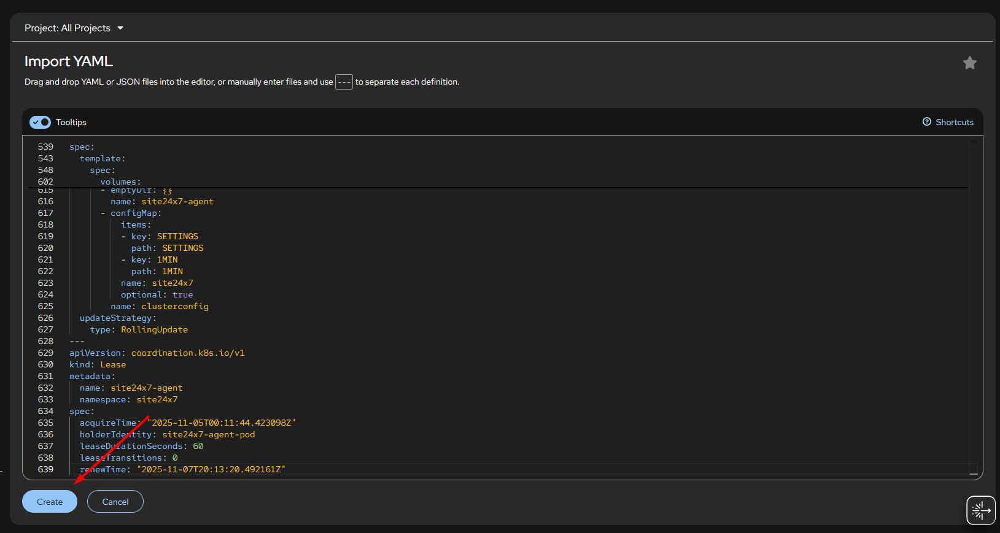 Project: All Projects
Import YAML
Drag and drop YAML or JSON files into the editor, or manually enter files and use --- to separate each definition.
Tooltips
Shortcuts
539 spec:
543 template:
548 spec:
602 volumes:
615 - emptyDir: {}
616 name: site24x7-agent
617 - configMap:
618 items:
619 - key: SETTINGS
620 path: SETTINGS
621 - key: 1MIN
622 path: 1MIN
623 name: site24x7
624 optional: true
625 name: clusterconfig
626 updateStrategy:
627 type: RollingUpdate
628 ---
629 apiVersion: coordination.k8s.io/v1
630 kind: Lease
631 metadata:
632 name: site24x7-agent
633 namespace: site24x7
634 spec:
635 acquireTime: "2025-11-05T00:11:44.423098Z"
636 holderIdentity: site24x7-agent-pod
637 leaseDurationSeconds: 60
638 leaseTransitions: 0
639 renewTime: "2025-11-07T20:13:20.492161Z"
Create
Cancel